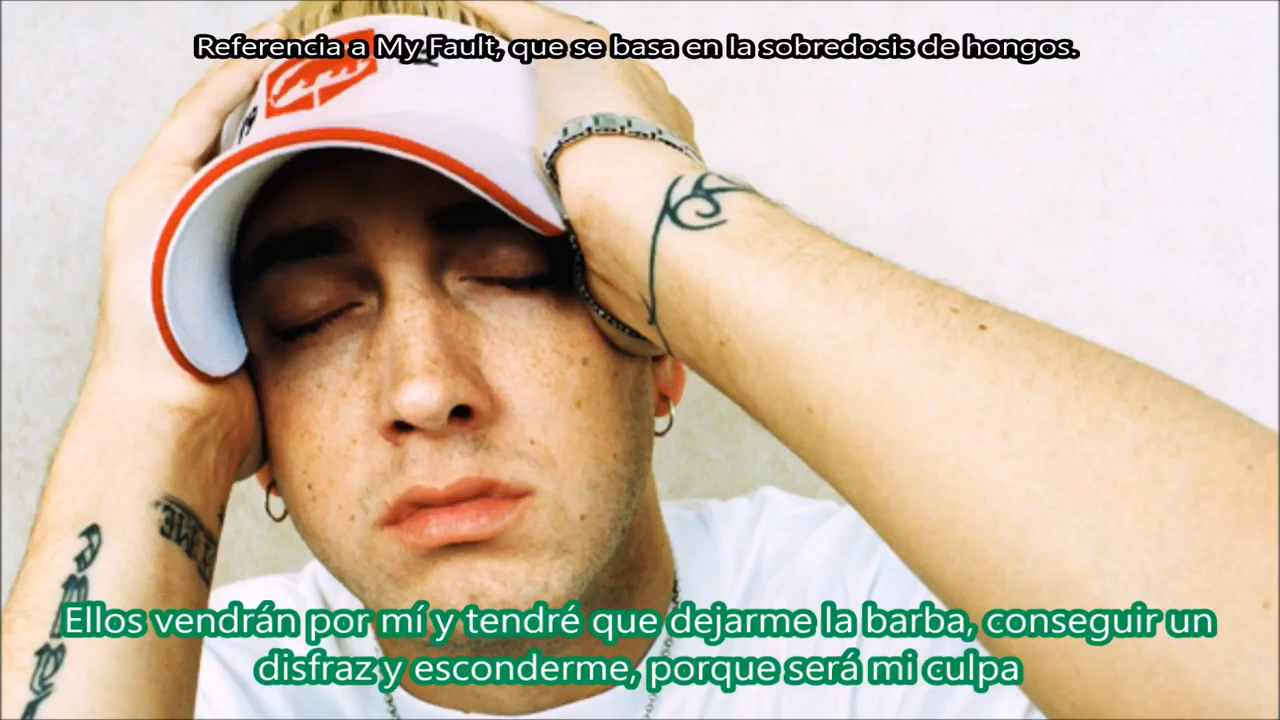 Referencia a My Fault, que se basa en la sobredosis de hongos.
Ellos vendrán por mí y tendré que dejarme la barba, conseguir un
disfraz y esconderme, porque será mi culpa